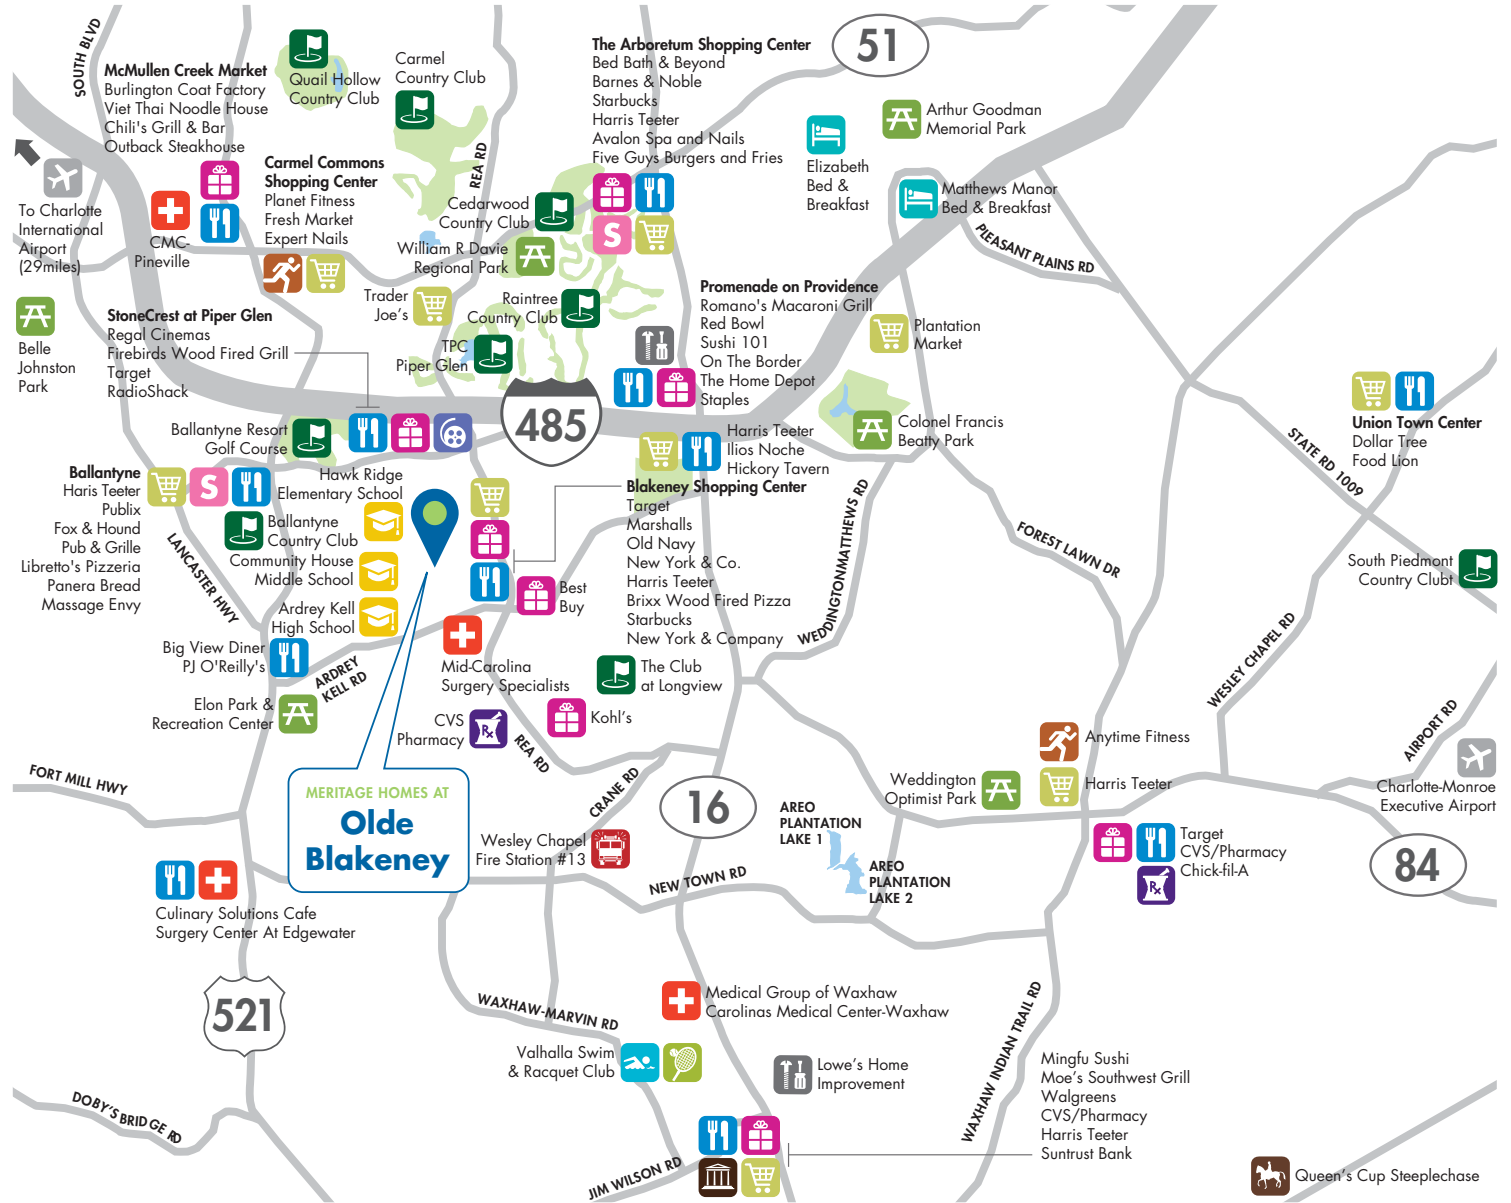 SOUTH BLVD
McMullen Creek Market
Burlington Coat Factory
Viet Thai Noodle House
Chili's Grill & Bar
Outback Steakhouse
Quail Hollow
Country Club
Carmel
Country Club
The Arboretum Shopping Center
Bed Bath & Beyond
Barnes & Noble
Starbucks
Harris Teeter
Avalon Spa and Nails
Five Guys Burgers and Fries
51
Arthur Goodman
Memorial Park
Elizabeth
Bed &
Breakfast
Matthews Manor
Bed & Breakfast
PLEASANT PLAINS RD
To Charlotte
International
Airport
(29miles)
CMC-
Pineville
Carmel Commons
Shopping Center
Planet Fitness
Fresh Market
Expert Nails
REA RD
Cedarwood
Country Club
William R Davie
Regional Park
S
Trader
Joe's
Raintree
Country Club
TPC
Piper Glen
Belle
Johnston
Park
StoneCrest at Piper Glen
Regal Cinemas
Firebirds Wood Fired Grill
Target
RadioShack
Promenade on Providence
Romano's Macaroni Grill
Red Bowl
Sushi 101
On The Border
The Home Depot
Staples
Plantation
Market
485
Ballantyne Resort
Golf Course
Harris Teeter
Ilios Noche
Hickory Tavern
Colonel Francis
Beatty Park
Union Town Center
Dollar Tree
Food Lion
STATE RD 1009
Ballantyne
Haris Teeter
Publix
Fox & Hound
Pub & Grille
Libretto's Pizzeria
Panera Bread
Massage Envy
S
Hawk Ridge
Elementary School
Ballantyne
Country Club
Community House
Middle School
Ardrey Kell
High School
LANCASTER HWY
Blakeney Shopping Center
Target
Marshalls
Old Navy
New York & Co.
Harris Teeter
Brixx Wood Fired Pizza
Starbucks
New York & Company
Best
Buy
WEDDINGTONMATTHEWS RD
FOREST LAWN DR
South Piedmont
Country Clubt
Big View Diner
PJ O'Reilly's
ARDREY
KELL RD
Elon Park &
Recreation Center
Mid-Carolina
Surgery Specialists
The Club
at Longview
CVS
Pharmacy
Rx
Kohl's
REA RD
WESLEY CHAPEL RD
AIRPORT RD
Anytime Fitness
Harris Teeter
Weddington
Optimist Park
Charlotte-Monroe
Executive Airport
FORT MILL HWY
MERITAGE HOMES AT
Olde
Blakeney
CRANE RD
16
AREO
PLANTATION
LAKE 1
AREO
PLANTATION
LAKE 2
Wesley Chapel
Fire Station #13
NEW TOWN RD
Target
CVS/Pharmacy
Chick-fil-A
Rx
84
Culinary Solutions Cafe
Surgery Center At Edgewater
521
WAXHAW-MARVIN RD
Medical Group of Waxhaw
Carolinas Medical Center-Waxhaw
Valhalla Swim
& Racquet Club
Lowe's Home
Improvement
WAXHAW INDIAN TRAIL RD
Mingfu Sushi
Moe's Southwest Grill
Walgreens
CVS/Pharmacy
Harris Teeter
Suntrust Bank
DOBY'S BRIDGE RD
JIM WILSON RD
Queen's Cup Steeplechase